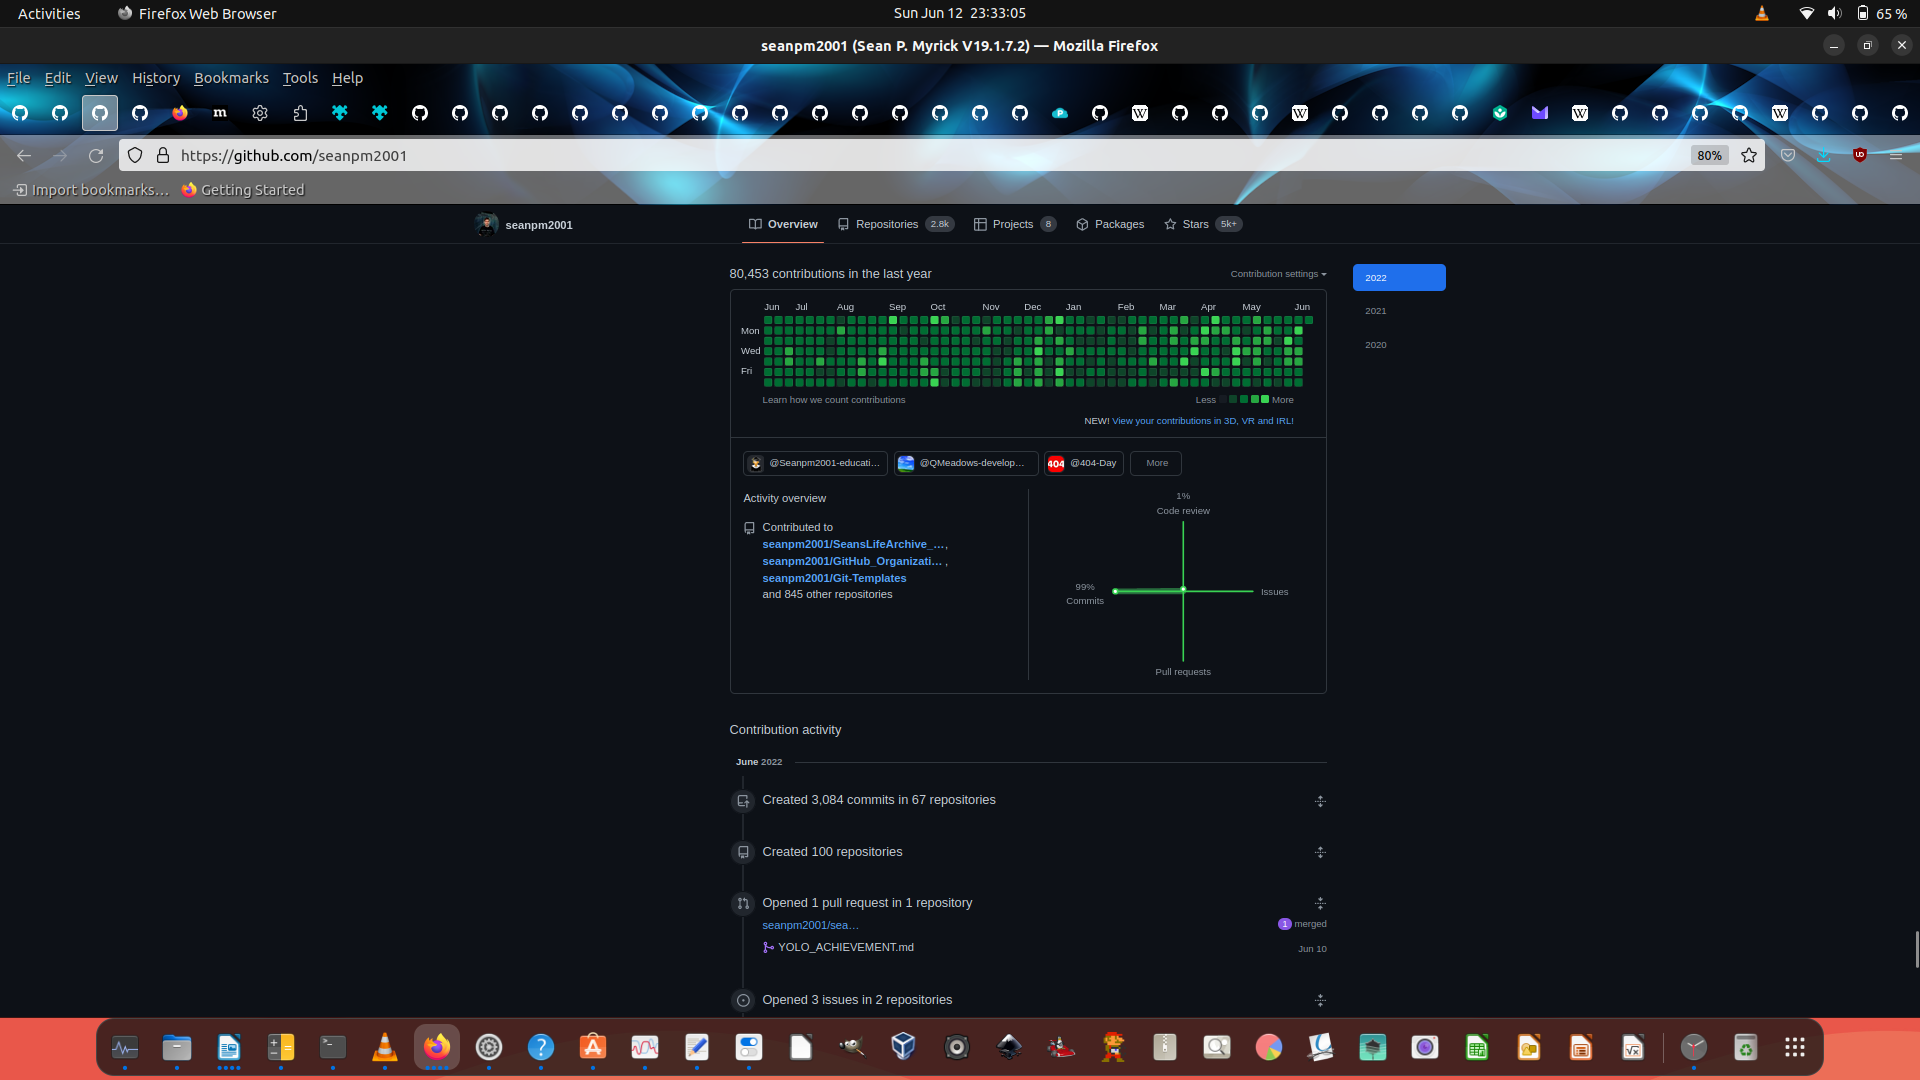 Activities Firefox Web Browser Sun Jun 12 23:33:05 65 %
seanpm2001 (Sean P. Myrick V19.1.7.2) — Mozilla Firefox
File Edit View History Bookmarks Tools Help
https://github.com/seanpm2001 80%
Import bookmarks… Getting Started
seanpm2001 Overview Repositories 2.8k Projects 8 Packages Stars 5k+
80,453 contributions in the last year Contribution settings 2022
2021
2020
Jun Jul Aug Sep Oct Nov Dec Jan Feb Mar Apr May Jun
Mon
Wed
Fri
Learn how we count contributions Less More
NEW! View your contributions in 3D, VR and IRL!
@Seanpm2001-educati… @QMeadows-develop… 404 @404-Day More
Activity overview
Contributed to
seanpm2001/SeansLifeArchive_…,
seanpm2001/GitHub_Organizati… ,
seanpm2001/Git-Templates
and 845 other repositories
1%
Code review
99%
Commits
Issues
Pull requests
Contribution activity
June 2022
Created 3,084 commits in 67 repositories
Created 100 repositories
Opened 1 pull request in 1 repository
seanpm2001/sea… 1 merged
YOLO_ACHIEVEMENT.md Jun 10
Opened 3 issues in 2 repositories